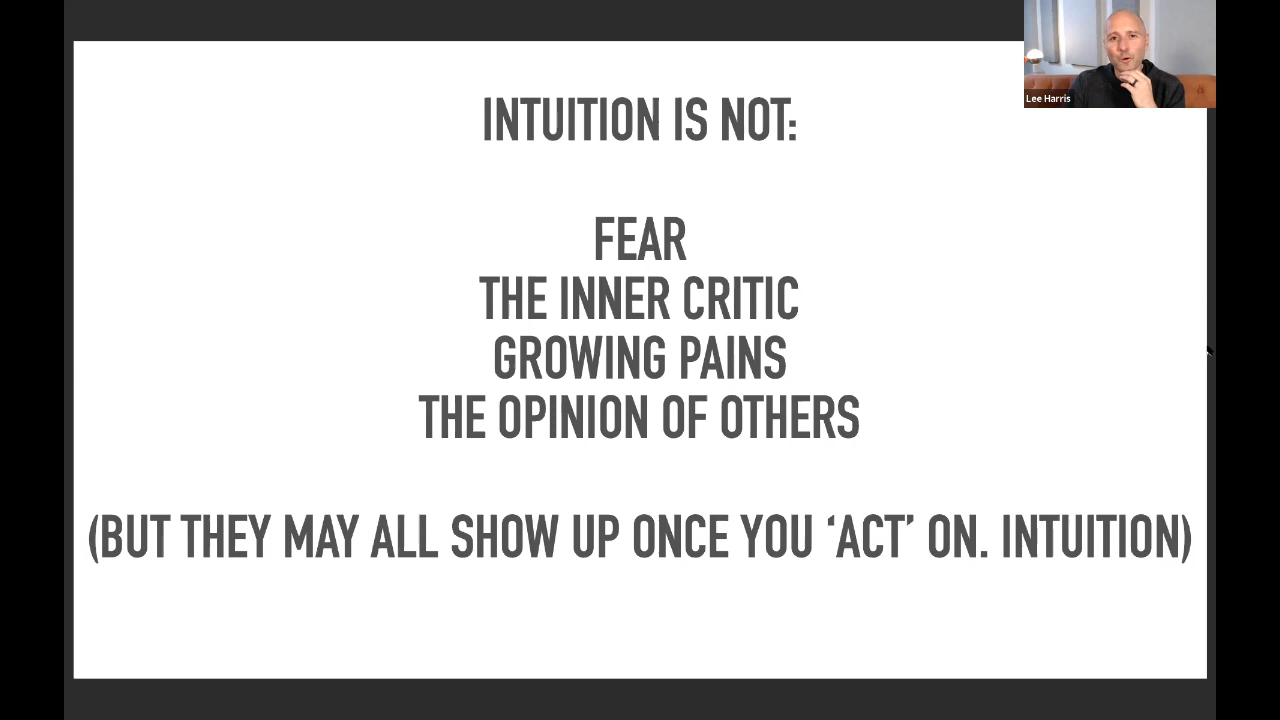 INTUITION IS NOT:
FEAR
THE INNER CRITIC
GROWING PAINS
THE OPINION OF OTHERS
(BUT THEY MAY ALL SHOW UP ONCE YOU ‘ACT’ ON. INTUITION)
Lee Harris